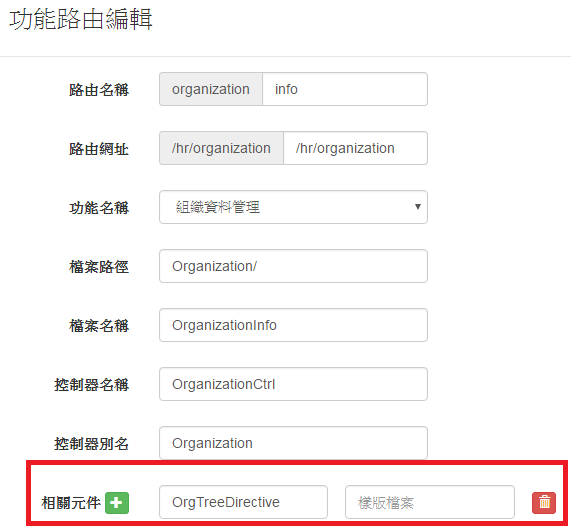 功能路由編輯
路由名稱 organization info
路由網址 /hr/organization /hr/organization
功能名稱 組織資料管理
檔案路徑 Organization/
檔案名稱 OrganizationInfo
控制器名稱 OrganizationCtrl
控制器別名 Organization
相關元件 OrgTreeDirective 樣版檔案